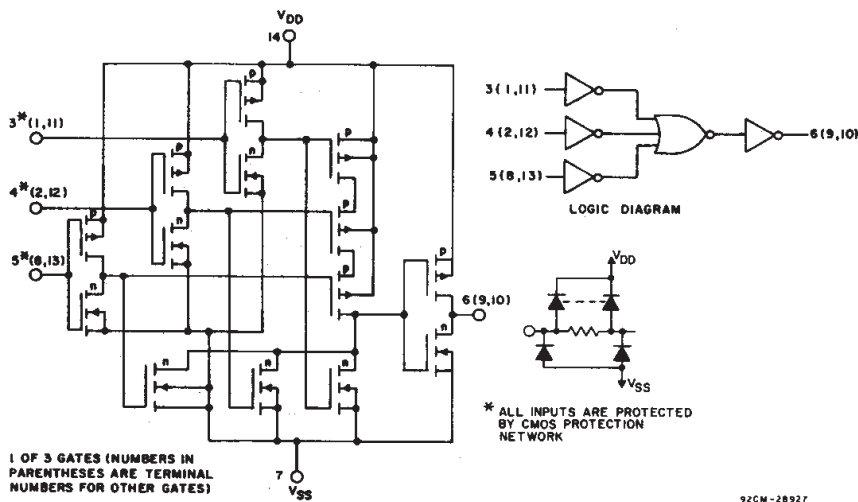 VDD
14
3*(1,11)
4*(2,12)
5*(8,13)
p
n
p
n
p
n
p
p
p
p
n
6(9,10)
n
n
n
7
VSS
1 OF 3 GATES (NUMBERS IN
PARENTHESES ARE TERMINAL
NUMBERS FOR OTHER GATES)
3(1,11)
4(2,12)
5(8,13)
6(9,10)
LOGIC DIAGRAM
VDD
VSS
* ALL INPUTS ARE PROTECTED
BY CMOS PROTECTION
NETWORK
92CM-28927